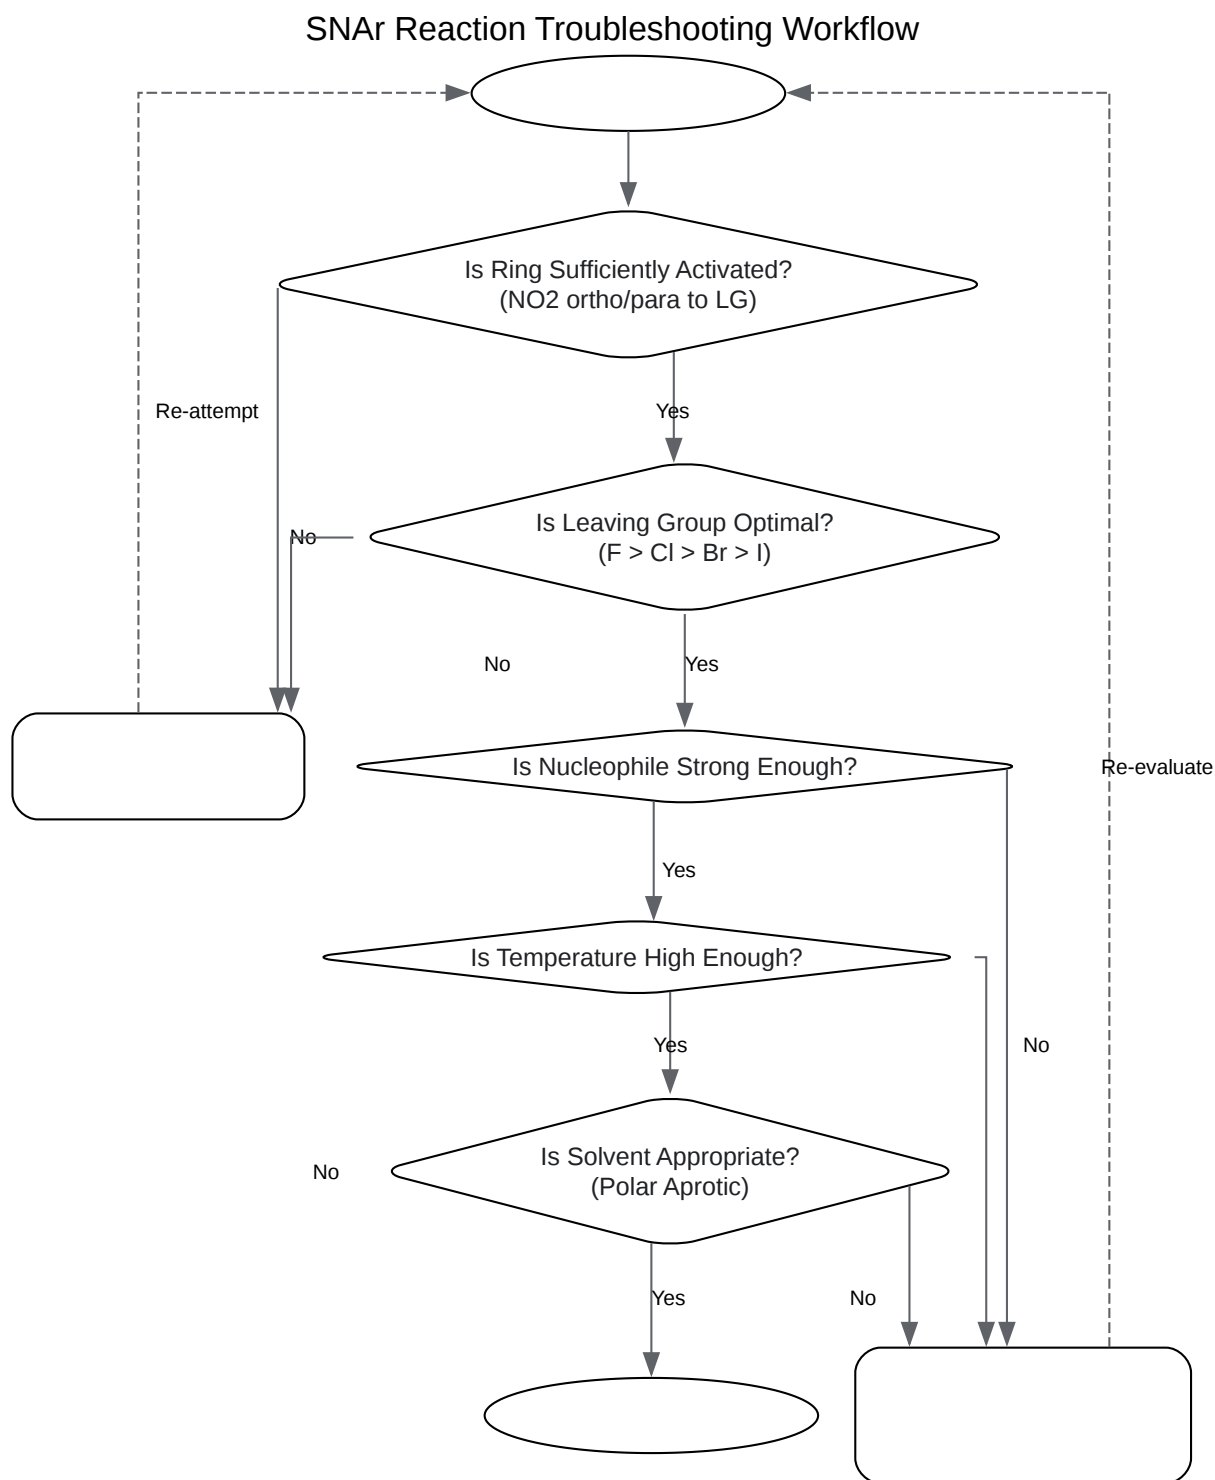 SNAr Reaction Troubleshooting Workflow
Is Ring Sufficiently Activated?
(NO2 ortho/para to LG)
Re-attempt
Yes
Is Leaving Group Optimal?
(F > Cl > Br > I)
No
No
Yes
Is Nucleophile Strong Enough?
Re-evaluate
Yes
Is Temperature High Enough?
Yes
No
Is Solvent Appropriate?
(Polar Aprotic)
No
Yes
No